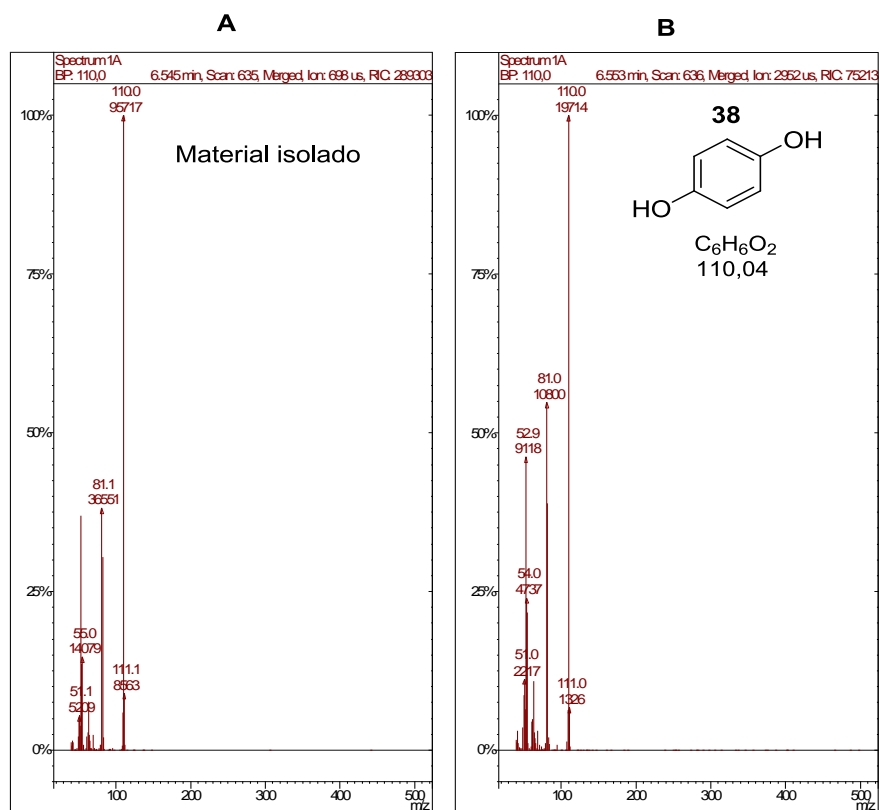 A
Spectrum 1A
BP: 110,0 6.545 min, Scan: 635, Merged, Ion: 698 us, RIC: 289303
100%
75%
50%
25%
0%
110.0
95717
Material isolado
81.1
36551
55.0
14079
51.1
5209
111.1
8563
100 200 300 400 500
m/z
B
Spectrum 1A
BP: 110,0 6.553 min, Scan: 636, Merged, Ion: 2952 us, RIC: 75213
100%
75%
50%
25%
0%
110.0
19714
38
OH
HO
C₆H₆O₂
110,04
81.0
10800
52.9
9118
54.0
4737
51.0
2217
111.0
1326
100 200 300 400 500
m/z